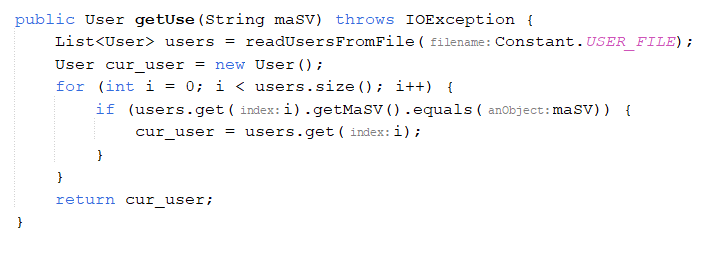 public User getUse(String maSV) throws IOException {
List<User> users = readUsersFromFile( filename: Constant.USER_FILE);
User cur_user = new User();
for (int i = 0; i < users.size(); i++) {
if (users.get( index: i).getMaSV().equals( anObject: maSV)) {
cur_user = users.get( index: i);
}
}
return cur_user;
}